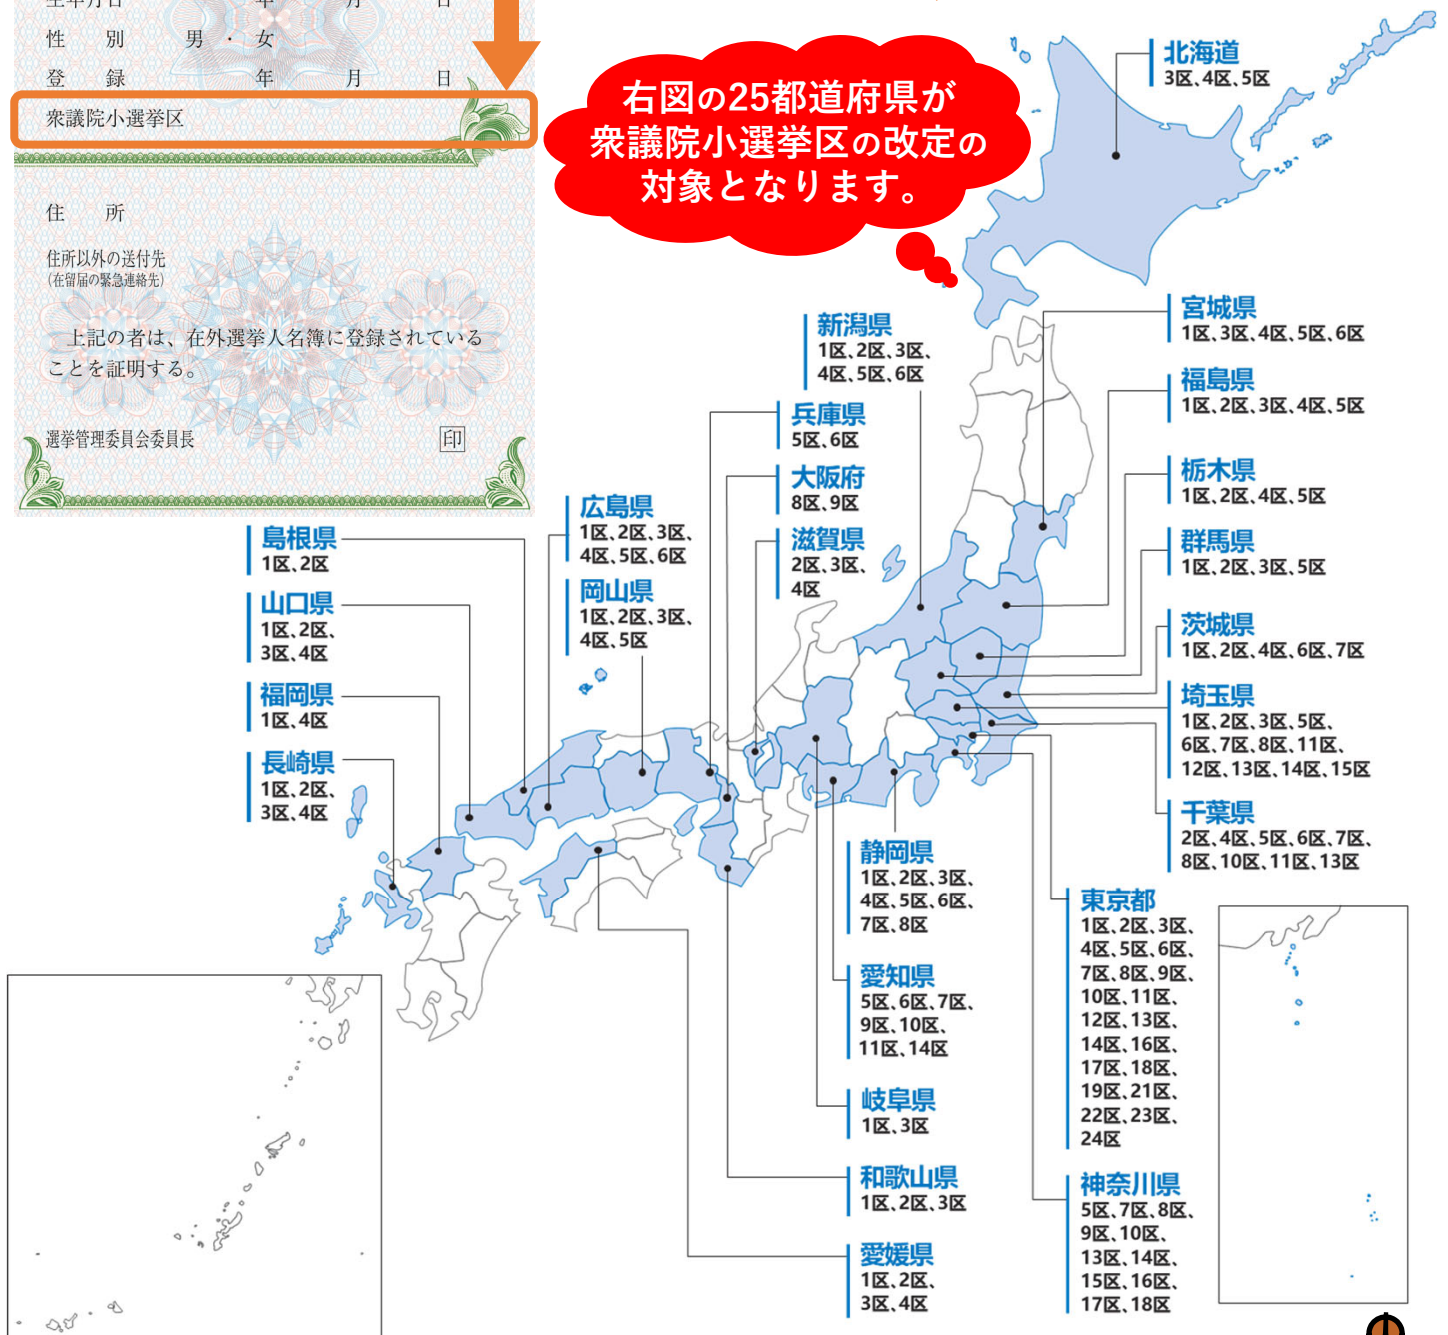 生年月日 年 月 日
性 別 男 ・ 女
登 録 年 月 日
衆議院小選挙区
住 所
住所以外の送付先
(在留届の緊急連絡先)
上記の者は、在外選挙人名簿に登録されている
ことを証明する。
選挙管理委員会委員長 印
右図の25都道府県が
衆議院小選挙区の改定の
対象となります。
北海道
3区、4区、5区
宮城県
1区、3区、4区、5区、6区
福島県
1区、2区、3区、4区、5区
栃木県
1区、2区、4区、5区
群馬県
1区、2区、3区、5区
茨城県
1区、2区、4区、6区、7区
埼玉県
1区、2区、3区、5区、
6区、7区、8区、11区、
12区、13区、14区、15区
千葉県
2区、4区、5区、6区、7区、
8区、10区、11区、13区
東京都
1区、2区、3区、
4区、5区、6区、
7区、8区、9区、
10区、11区、
12区、13区、
14区、16区、
17区、18区、
19区、21区、
22区、23区、
24区
神奈川県
5区、7区、8区、
9区、10区、
13区、14区、
15区、16区、
17区、18区
新潟県
1区、2区、3区、
4区、5区、6区
兵庫県
5区、6区
大阪府
8区、9区
滋賀県
2区、3区、
4区
広島県
1区、2区、3区、
4区、5区、6区
岡山県
1区、2区、3区、
4区、5区
島根県
1区、2区
山口県
1区、2区、
3区、4区
福岡県
1区、4区
長崎県
1区、2区、
3区、4区
静岡県
1区、2区、3区、
4区、5区、6区、
7区、8区
愛知県
5区、6区、7区、
9区、10区、
11区、14区
岐阜県
1区、3区
和歌山県
1区、2区、3区
愛媛県
1区、2区、
3区、4区